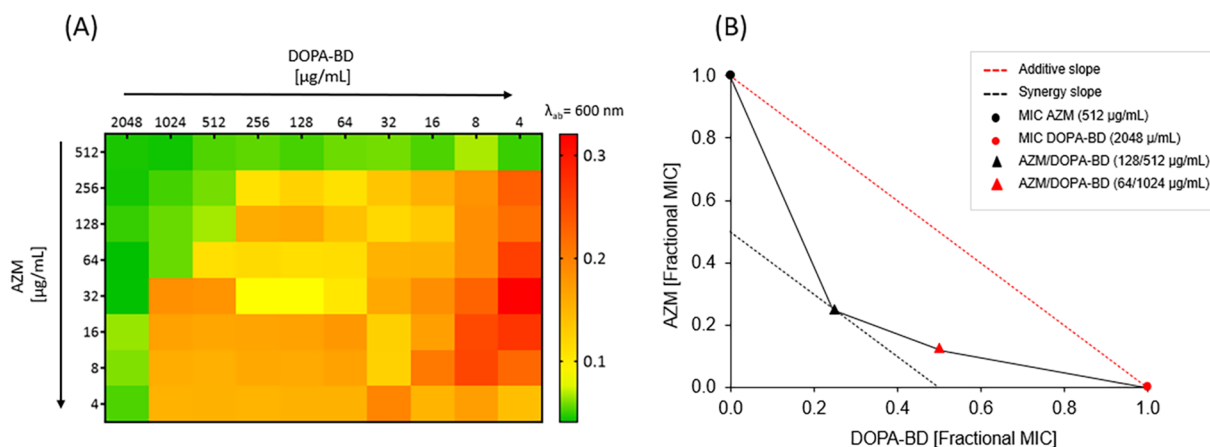 (A)
DOPA-BD
[µg/mL]
λab= 600 nm
2048 1024 512 256 128 64 32 16 8 4
AZM
[µg/mL]
512
256
128
64
32
16
8
4
0.3
0.2
0.1
(B)
Additive slope
Synergy slope
MIC AZM (512 µg/mL)
MIC DOPA-BD (2048 µ/mL)
AZM/DOPA-BD (128/512 µg/mL)
AZM/DOPA-BD (64/1024 µg/mL)
AZM [Fractional MIC]
1.0
0.8
0.6
0.4
0.2
0.0
0.0 0.2 0.4 0.6 0.8 1.0
DOPA-BD [Fractional MIC]